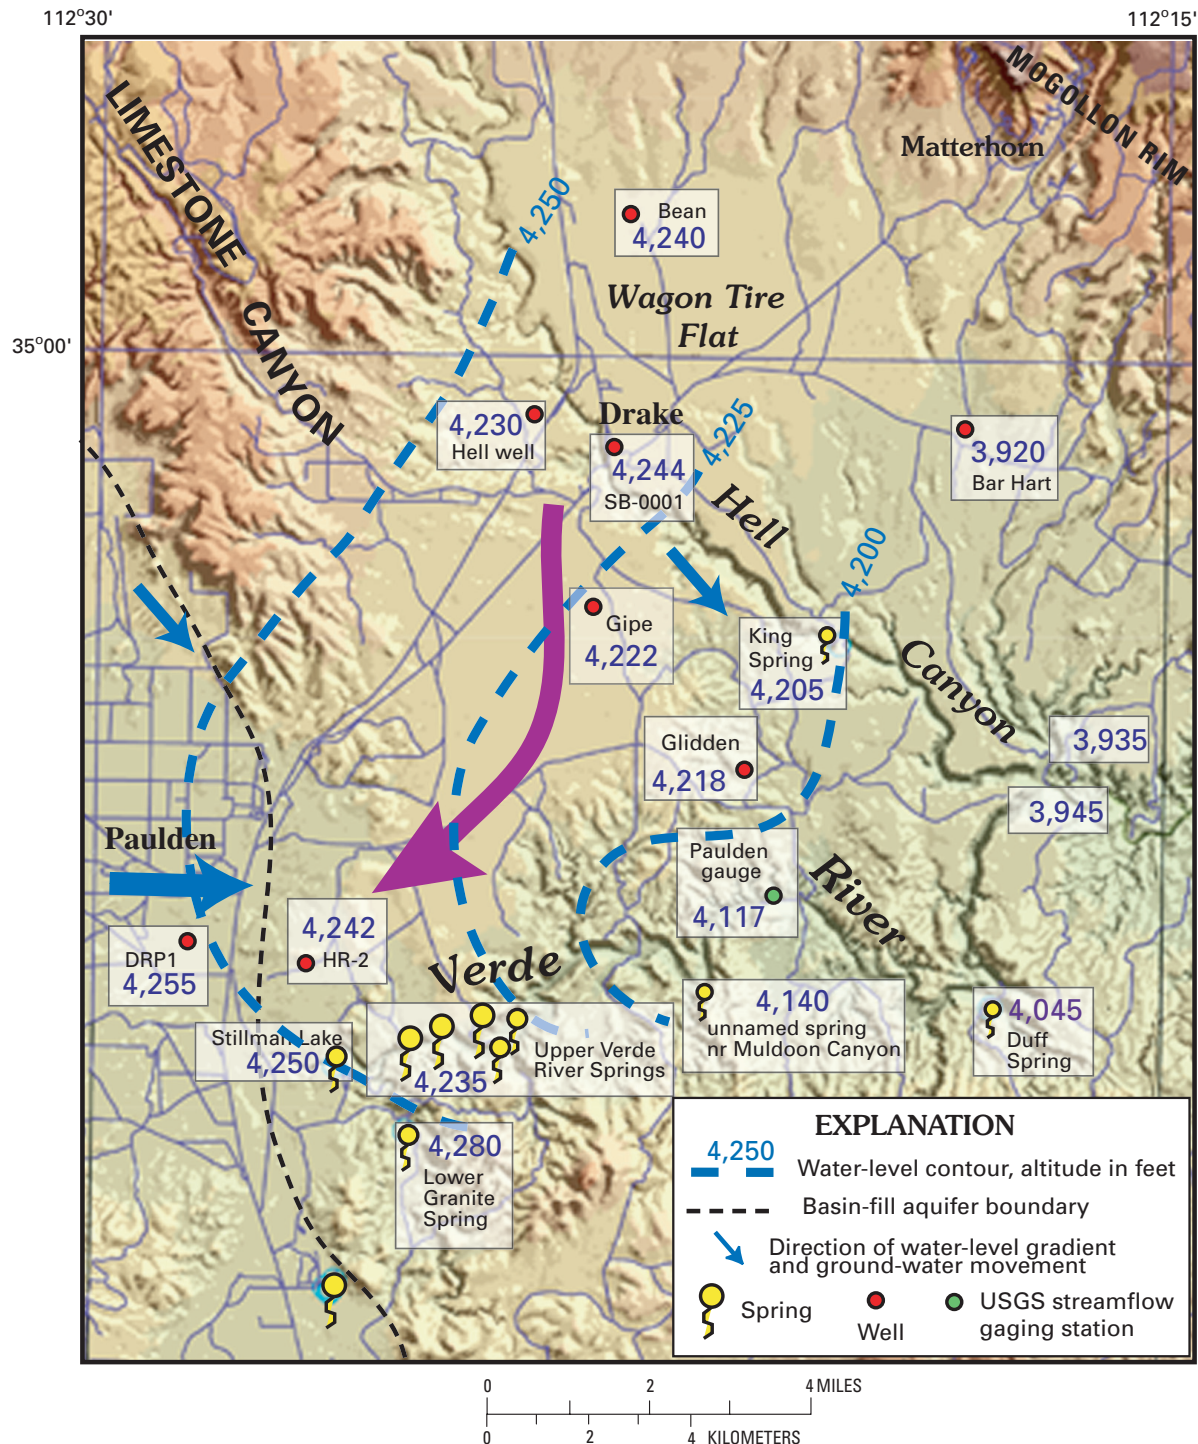 112°30'
112°15'
LIMESTONE CANYON
MOGOLLON RIM
Matterhorn
4,250
Bean
4,240
Wagon Tire
Flat
35°00'
4,230
Hell well
Drake
4,244
SB-0001
4,225
3,920
Bar Hart
Hell
4,200
Gipe
4,222
King
Spring
4,205
Canyon
Glidden
4,218
3,935
3,945
Paulden
Paulden
gauge
4,117
River
4,242
HR-2
DRP1
4,255
Verde
4,140
unnamed spring
nr Muldoon Canyon
4,045
Duff
Spring
Stillman Lake
4,250
Upper Verde
River Springs
4,235
4,280
Lower
Granite
Spring
EXPLANATION
4,250
Water-level contour, altitude in feet
Basin-fill aquifer boundary
Direction of water-level gradient
and ground-water movement
Spring
Well
USGS streamflow
gaging station
0 2 4 MILES
0 2 4 KILOMETERS